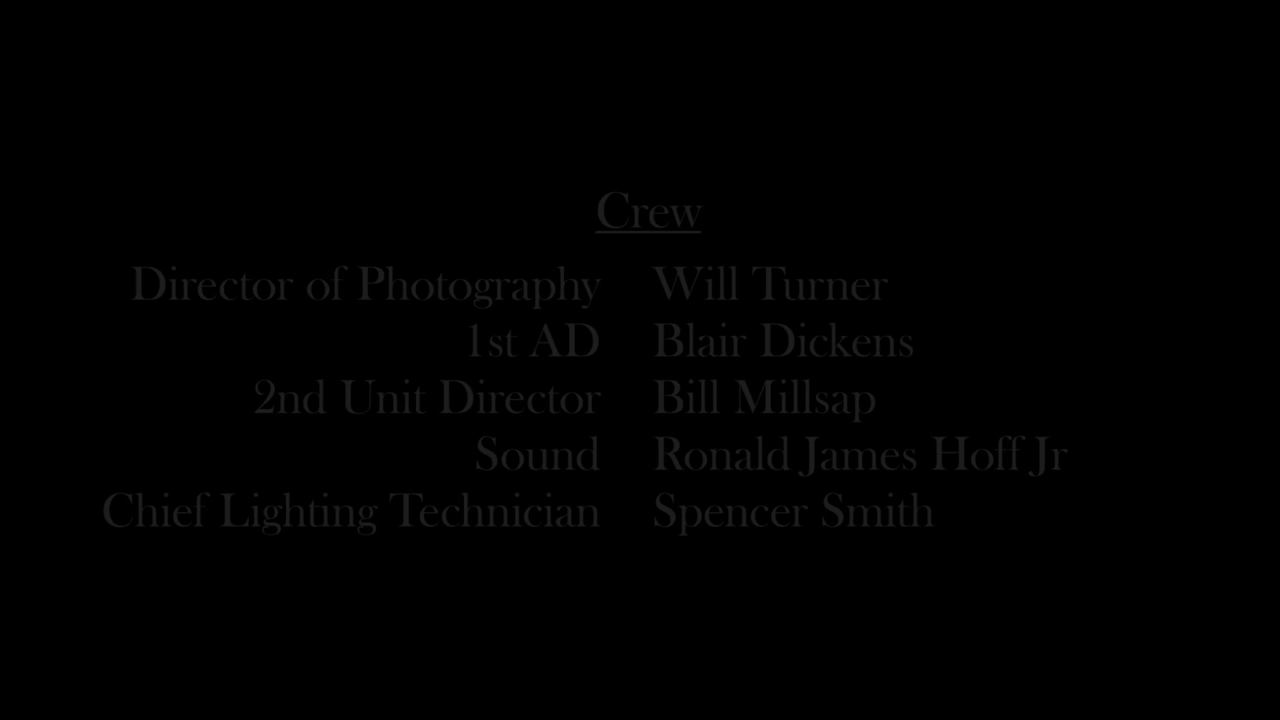 Crew
Director of Photography Will Turner
1st AD Blair Dickens
2nd Unit Director Bill Millsap
Sound Ronald James Hoff Jr
Chief Lighting Technician Spencer Smith